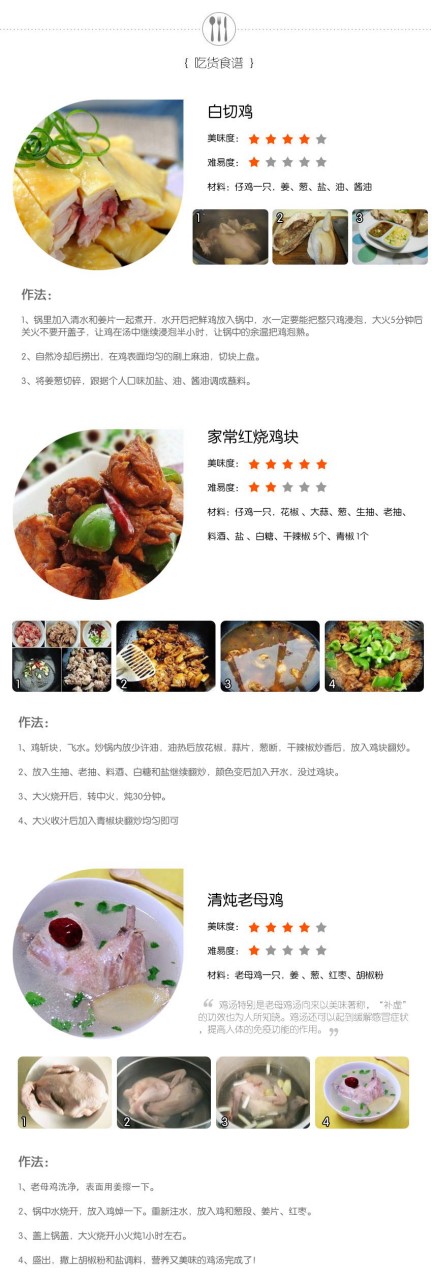 { 吃货食谱 }
白切鸡
美味度：
难易度：
材料：仔鸡一只，姜、葱、盐、油、酱油
1
2
3
作法：
1、锅里加入清水和姜片一起煮开，水开后把鲜鸡放入锅中，水一定要能把整只鸡浸泡，大火5分钟后
关火不要开盖子，让鸡在汤中继续浸泡半小时，让锅中的余温把鸡泡熟。
2、自然冷却后捞出，在鸡表面均匀的刷上麻油，切块上盘。
3、将姜葱切碎，跟据个人口味加盐、油、酱油调成蘸料。
家常红烧鸡块
美味度：
难易度：
材料：仔鸡一只，花椒 、大蒜、葱、生抽、老抽、
料酒、盐 、白糖、干辣椒 5个、青椒 1个
1
2
3
4
作法：
1、鸡斩块，飞水。炒锅内放少许油，油热后放花椒，蒜片，葱断，干辣椒炒香后，放入鸡块翻炒。
2、放入生抽、老抽、料酒、白糖和盐继续翻炒，颜色变后加入开水，没过鸡块。
3、大火烧开后，转中火，炖30分钟。
4、大火收汁后加入青椒块翻炒均匀即可
清炖老母鸡
美味度：
难易度：
材料：老母鸡一只，姜 、葱、红枣、胡椒粉
“ 鸡汤特别是老母鸡汤向来以美味著称，“补虚”
的功效也为人所知晓。鸡汤还可以起到缓解感冒症状
，提高人体的免疫功能的作用。”
1
2
3
4
作法：
1、老母鸡洗净，表面用姜擦一下。
2、锅中水烧开，放入鸡焯一下。重新注水，放入鸡和葱段、姜片、红枣。
3、盖上锅盖，大火烧开小火炖1小时左右。
4、盛出，撒上胡椒粉和盐调料，营养又美味的鸡汤完成了!